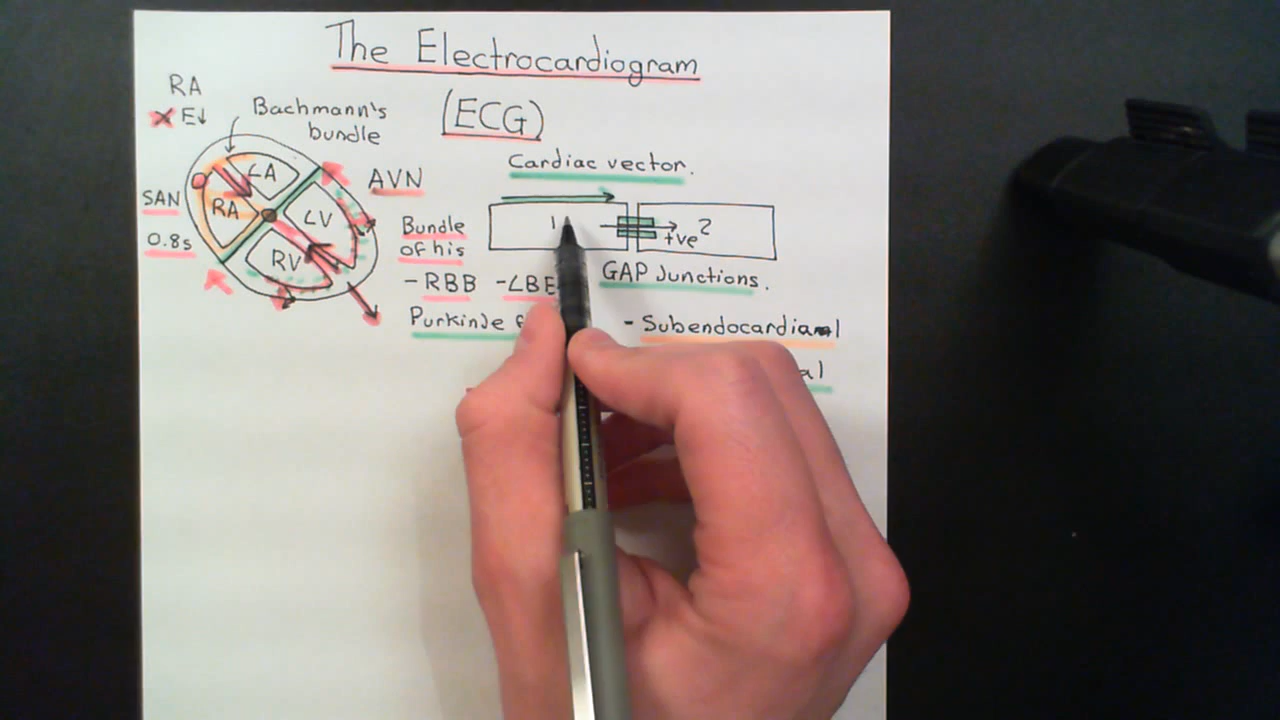 The Electrocardiogram
(ECG)
RA
X E↓
Bachmann's
bundle
LA
RA
LV
RV
SAN
0.8s
AVN
Cardiac vector.
1
2
+ve
GAP Junctions.
Bundle
of his
- RBB - LBB
Purkinje
- Subendocardial